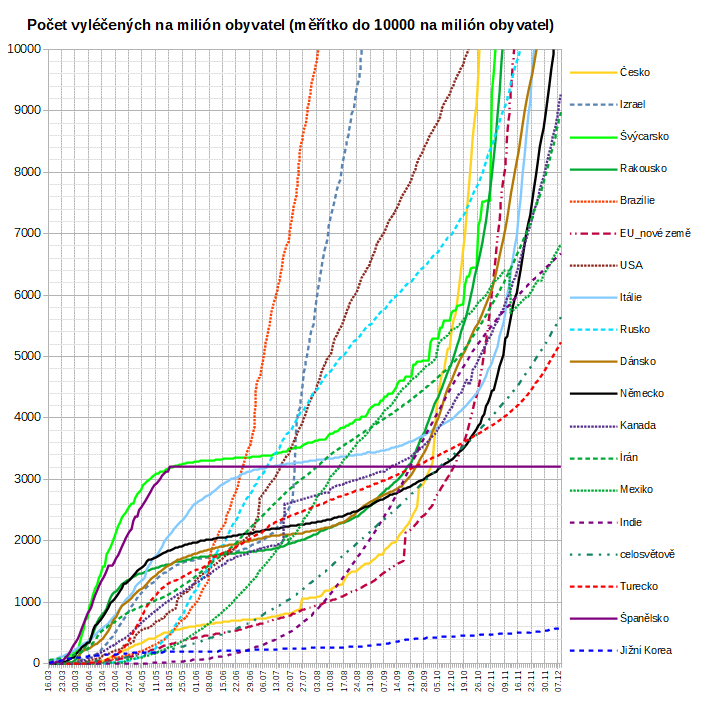 Počet vyléčených na milión obyvatel (měřítko do 10000 na milión obyvatel)
10000
9000
8000
7000
6000
5000
4000
3000
2000
1000
0
16.03
23.03
30.03
06.04
13.04
20.04
27.04
04.05
11.05
18.05
25.05
01.06
08.06
15.06
22.06
29.06
06.07
13.07
20.07
27.07
03.08
10.08
17.08
24.08
31.08
07.09
14.09
21.09
28.09
05.10
12.10
19.10
26.10
02.11
09.11
16.11
23.11
30.11
07.12
Česko
Izrael
Švýcarsko
Rakousko
Brazílie
EU_nové země
USA
Itálie
Rusko
Dánsko
Německo
Kanada
Írán
Mexiko
Indie
celosvětově
Turecko
Španělsko
Jižní Korea